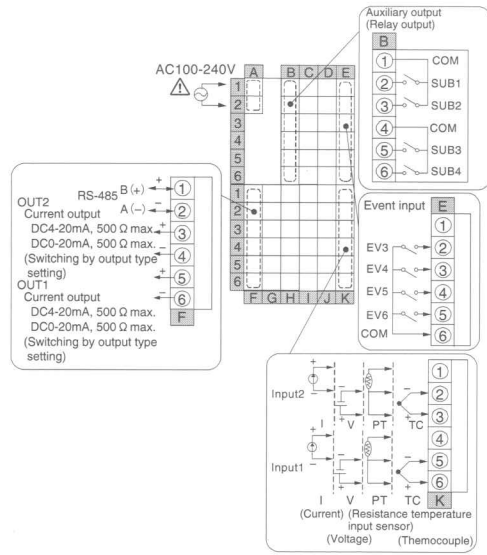 Auxiliary output
(Relay output)
B
1 COM
2 SUB1
3 SUB2
4 COM
5 SUB3
6 SUB4
AC100-240V
A B C D E
1
2
3
4
5
6
1
2
3
4
5
6
F G H I J K
RS-485 B (+) + 1
A (−) − 2
OUT2
Current output
DC4-20mA, 500 Ω max. + 3
DC0-20mA, 500 Ω max. − 4
(Switching by output type
setting) + 5
OUT1 − 6
Current output
DC4-20mA, 500 Ω max.
DC0-20mA, 500 Ω max.
(Switching by output type
setting)
F
Event input E
1
EV3 2
EV4 3
EV5 4
EV6 5
COM 6
1
2
3
4
5
6
K
Input2
+ − − + − +
I V PT TC
Input1
+ − − + − +
I V PT TC
(Current) (Resistance temperature
input sensor)
(Voltage) (Themocouple)